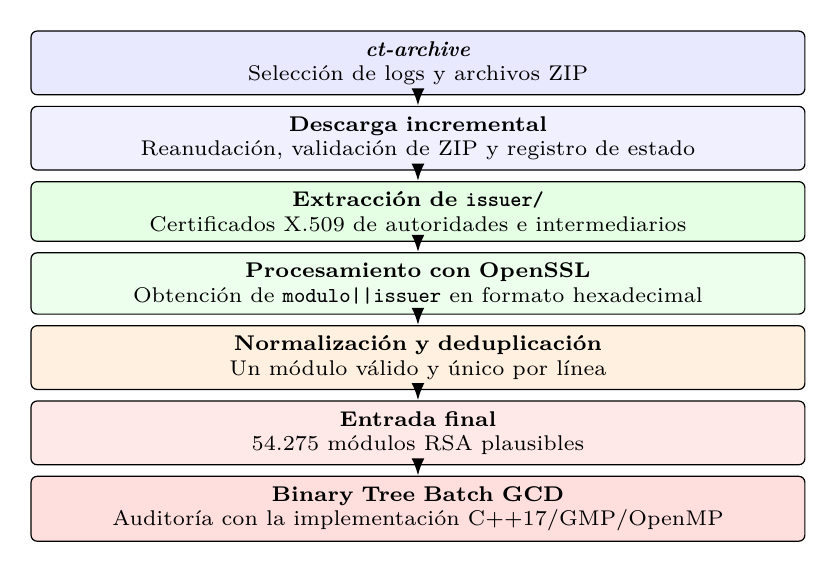 ct-archive
Selección de logs y archivos ZIP
Descarga incremental
Reanudación, validación de ZIP y registro de estado
Extracción de issuer/
Certificados X.509 de autoridades e intermediarios
Procesamiento con OpenSSL
Obtención de modulo||issuer en formato hexadecimal
Normalización y deduplicación
Un módulo válido y único por línea
Entrada final
54.275 módulos RSA plausibles
Binary Tree Batch GCD
Auditoría con la implementación C++17/GMP/OpenMP